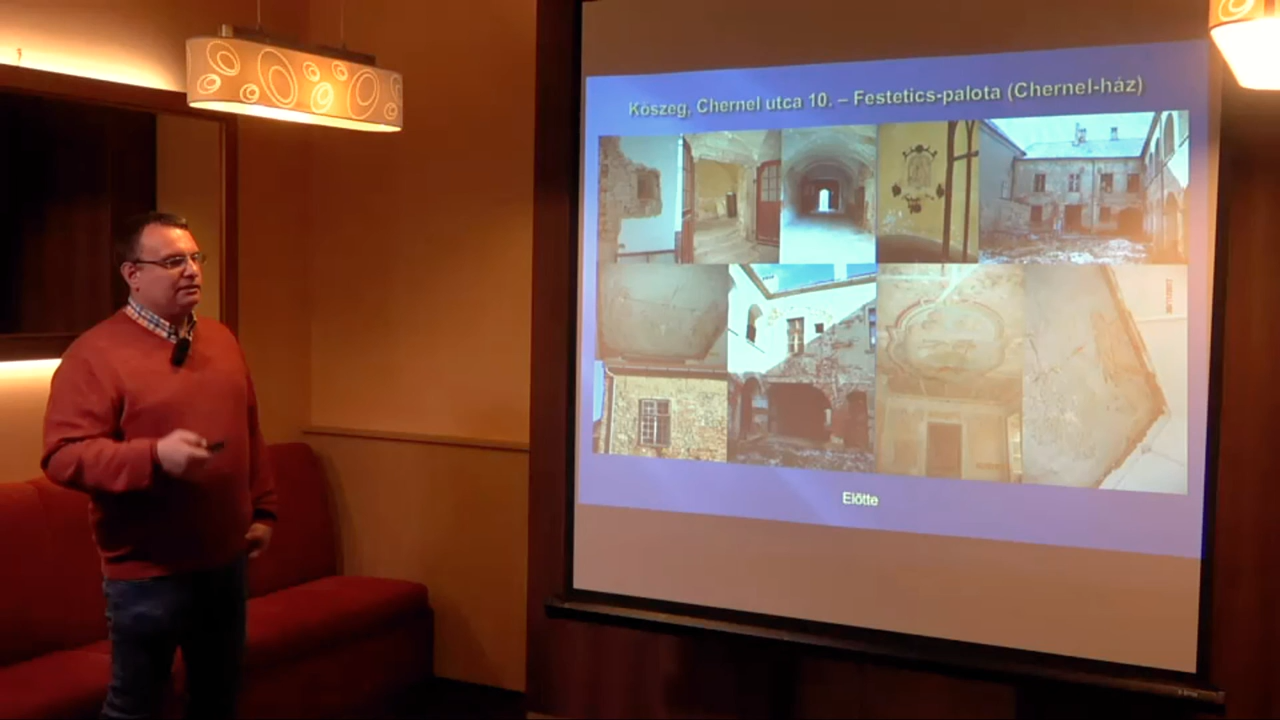 Kőszeg, Chernel utca 10. – Festetics-palota (Chernel-ház)
Előtte